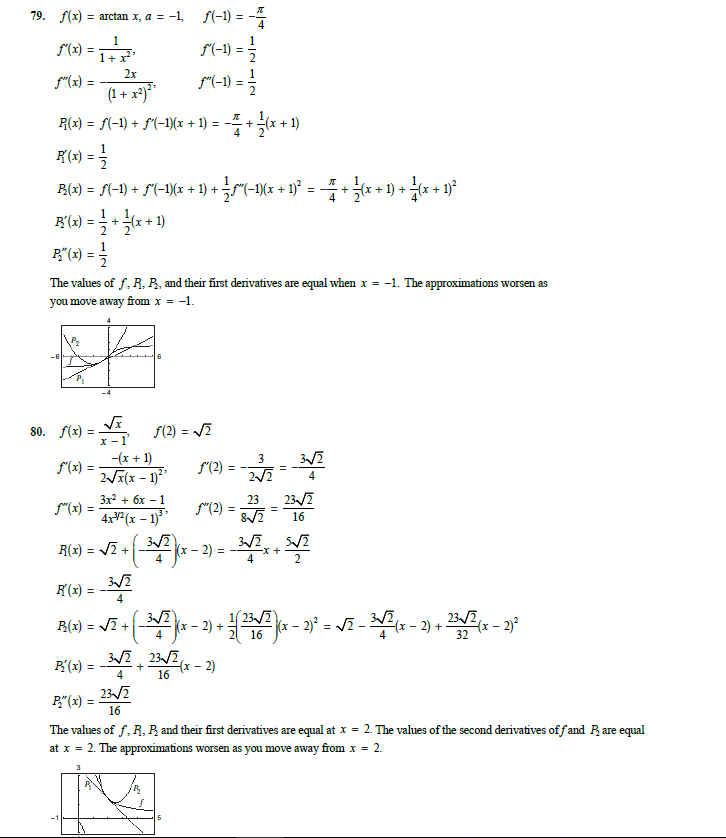 79. f(x) = arctan x, a = −1, f(−1) = −π/4
f′(x) = 1/(1 + x²), f′(−1) = 1/2
f″(x) = −2x/(1 + x²)², f″(−1) = 1/2
P₁(x) = f(−1) + f′(−1)(x + 1) = −π/4 + 1/2(x + 1)
P₁′(x) = 1/2
P₂(x) = f(−1) + f′(−1)(x + 1) + 1/2 f″(−1)(x + 1)² = −π/4 + 1/2(x + 1) + 1/4(x + 1)²
P₂′(x) = 1/2 + 1/2(x + 1)
P₂″(x) = 1/2
The values of f, P₁, P₂, and their first derivatives are equal when x = −1. The approximations worsen as
you move away from x = −1.
4
P₂
−6 f 6
P₁
−4
80. f(x) = √x/(x − 1), f(2) = √2
f′(x) = −(x + 1)/(2√x(x − 1)²), f′(2) = −3/(2√2) = −3√2/4
f″(x) = (3x² + 6x − 1)/(4x^(3/2)(x − 1)³), f″(2) = 23/(8√2) = 23√2/16
P₁(x) = √2 + (−3√2/4)(x − 2) = −3√2/4 x + 5√2/2
P₁′(x) = −3√2/4
P₂(x) = √2 + (−3√2/4)(x − 2) + 1/2(23√2/16)(x − 2)² = √2 − 3√2/4(x − 2) + 23√2/32(x − 2)²
P₂′(x) = −3√2/4 + 23√2/16(x − 2)
P₂″(x) = 23√2/16
The values of f, P₁, P₂ and their first derivatives are equal at x = 2. The values of the second derivatives of f and P₂ are equal
at x = 2. The approximations worsen as you move away from x = 2.
3
P₁ P₂
f
−1 5